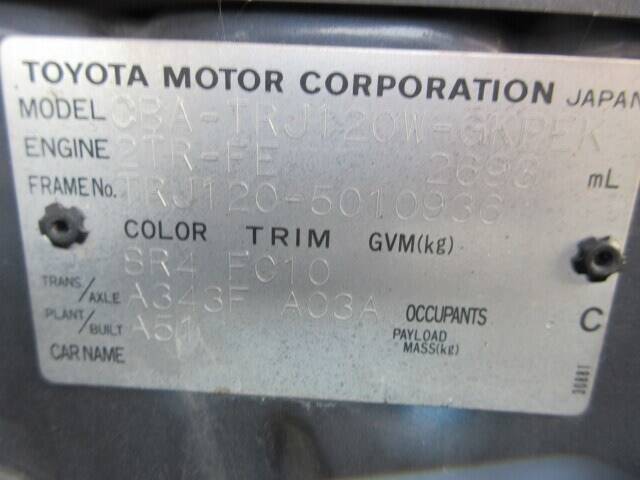 TOYOTA MOTOR CORPORATION JAPAN
MODEL CBA-TRJ120W-GKPEK
ENGINE 2TR-FE 2693 mL
FRAME No. TRJ120-5010936
COLOR TRIM GVM(kg)
8R4 FC10
TRANS/AXLE A343F A03A OCCUPANTS C
PLANT/BUILT A51 PAYLOAD MASS(kg)
CAR NAME
30881